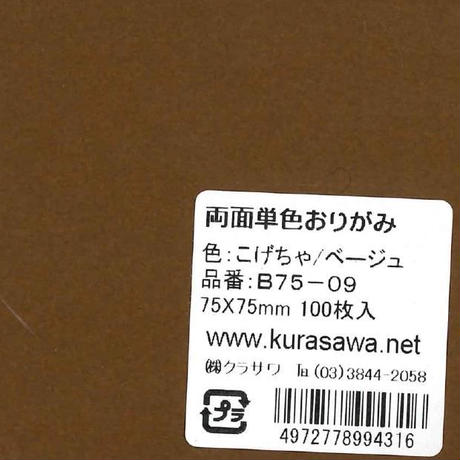 両面単色おりがみ
色:こげちゃ/ベージュ
品番:B75-09
75X75mm 100枚入
www.kurasawa.net
㈱クラサワ ℡(03)3844-2058
プラ
4972778994316